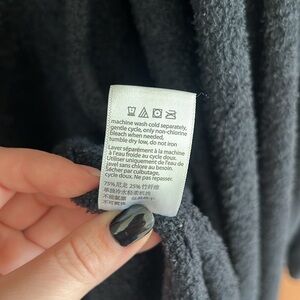 machine wash cold separately,
gentle cycle, only non-chlorine
bleach when needed,
tumble dry low, do not iron
Laver séparément à la machine
à l'eau froide au cycle doux.
Utiliser uniquement de l'eau de
javel sans chlore au besoin.
Sécher par culbutage,
cycle doux. Ne pas repasser.
75% 尼龙 25% 竹纤维